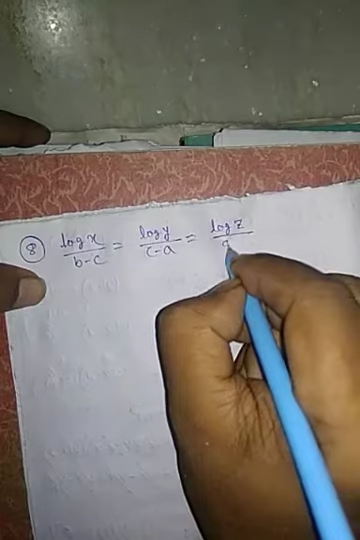 8 log x / b-c = log y / c-a = log z / a